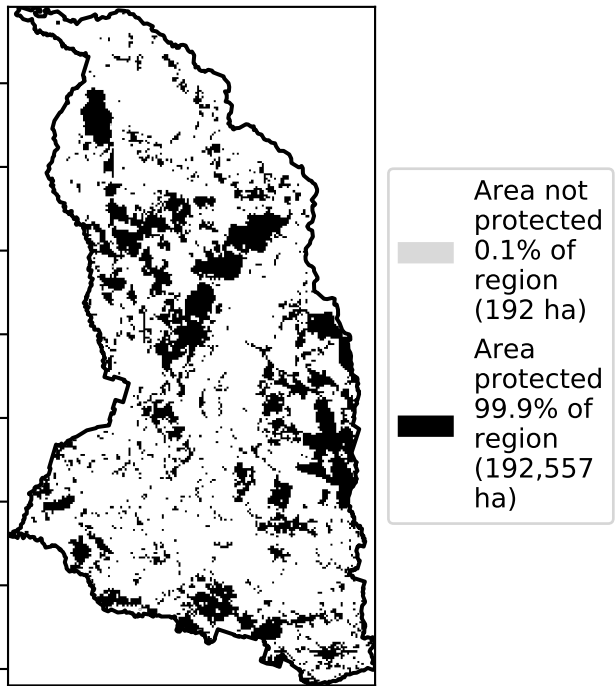 Area not
protected
0.1% of
region
(192 ha)
Area
protected
99.9% of
region
(192,557
ha)